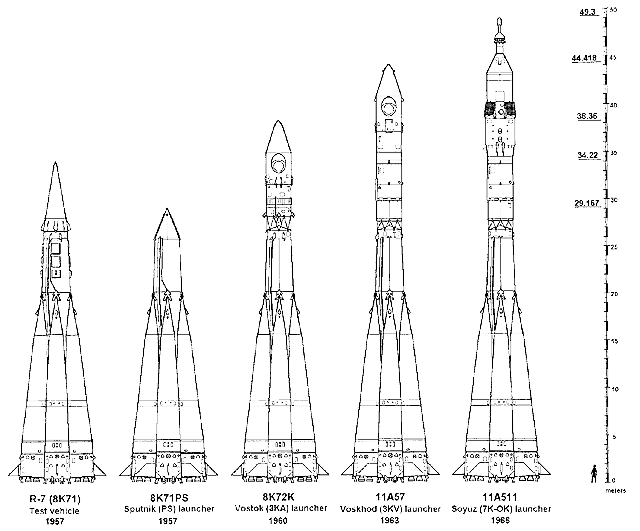 50
49.3
44.418
45
40
38.36
35
34.22
30
29.167
25
20
15
10
5
0
meters
R-7 (8K71)
Test vehicle
1957
8K71PS
Sputnik (PS) launcher
1957
8K72K
Vostok (3KA) launcher
1960
11A57
Voskhod (3KV) launcher
1963
11A511
Soyuz (7K-OK) launcher
1966